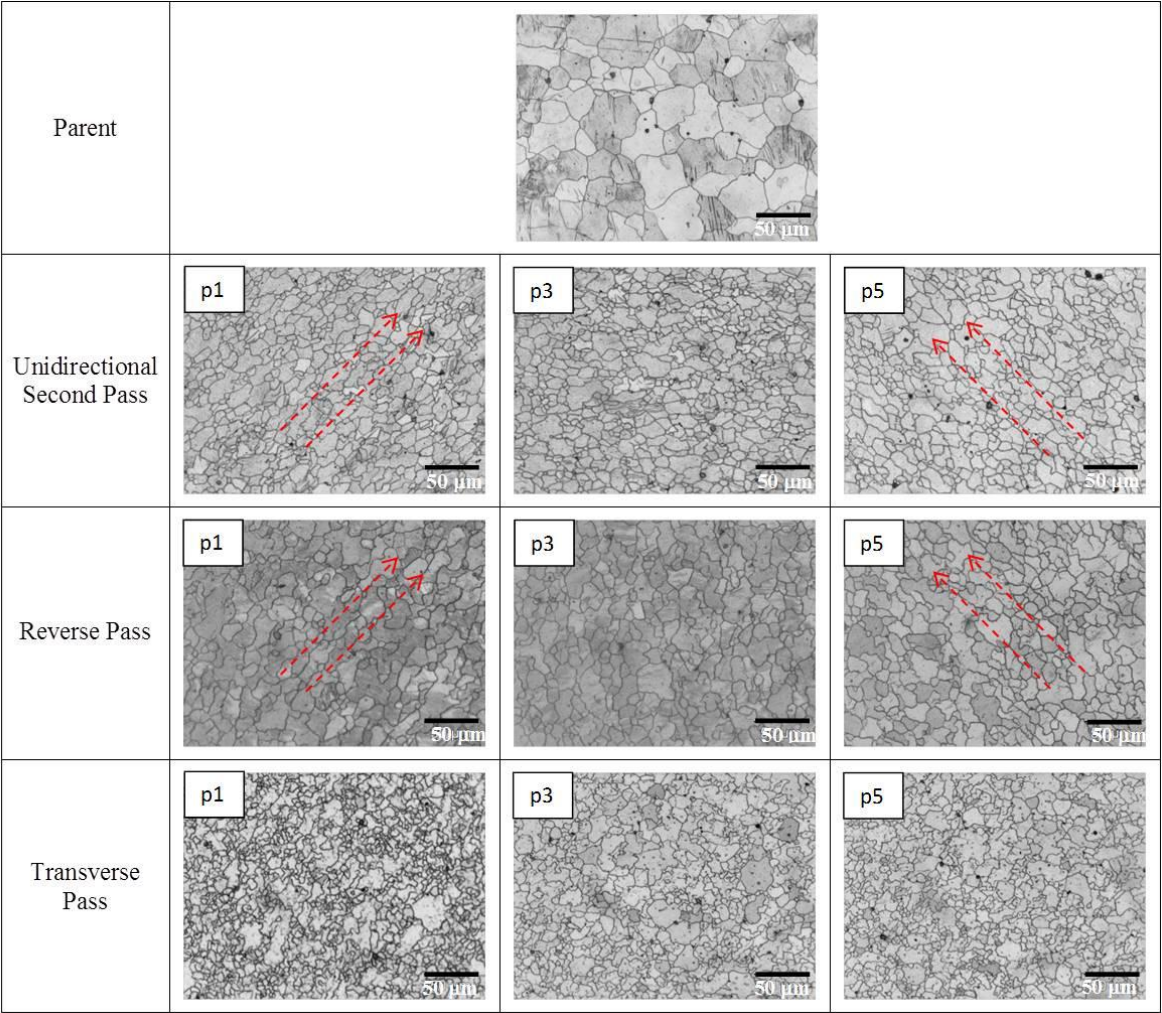 Parent
50 μm
Unidirectional
Second Pass
p1
50 μm
p3
50 μm
p5
50 μm
Reverse Pass
p1
50 μm
p3
50 μm
p5
50 μm
Transverse
Pass
p1
50 μm
p3
50 μm
p5
50 μm